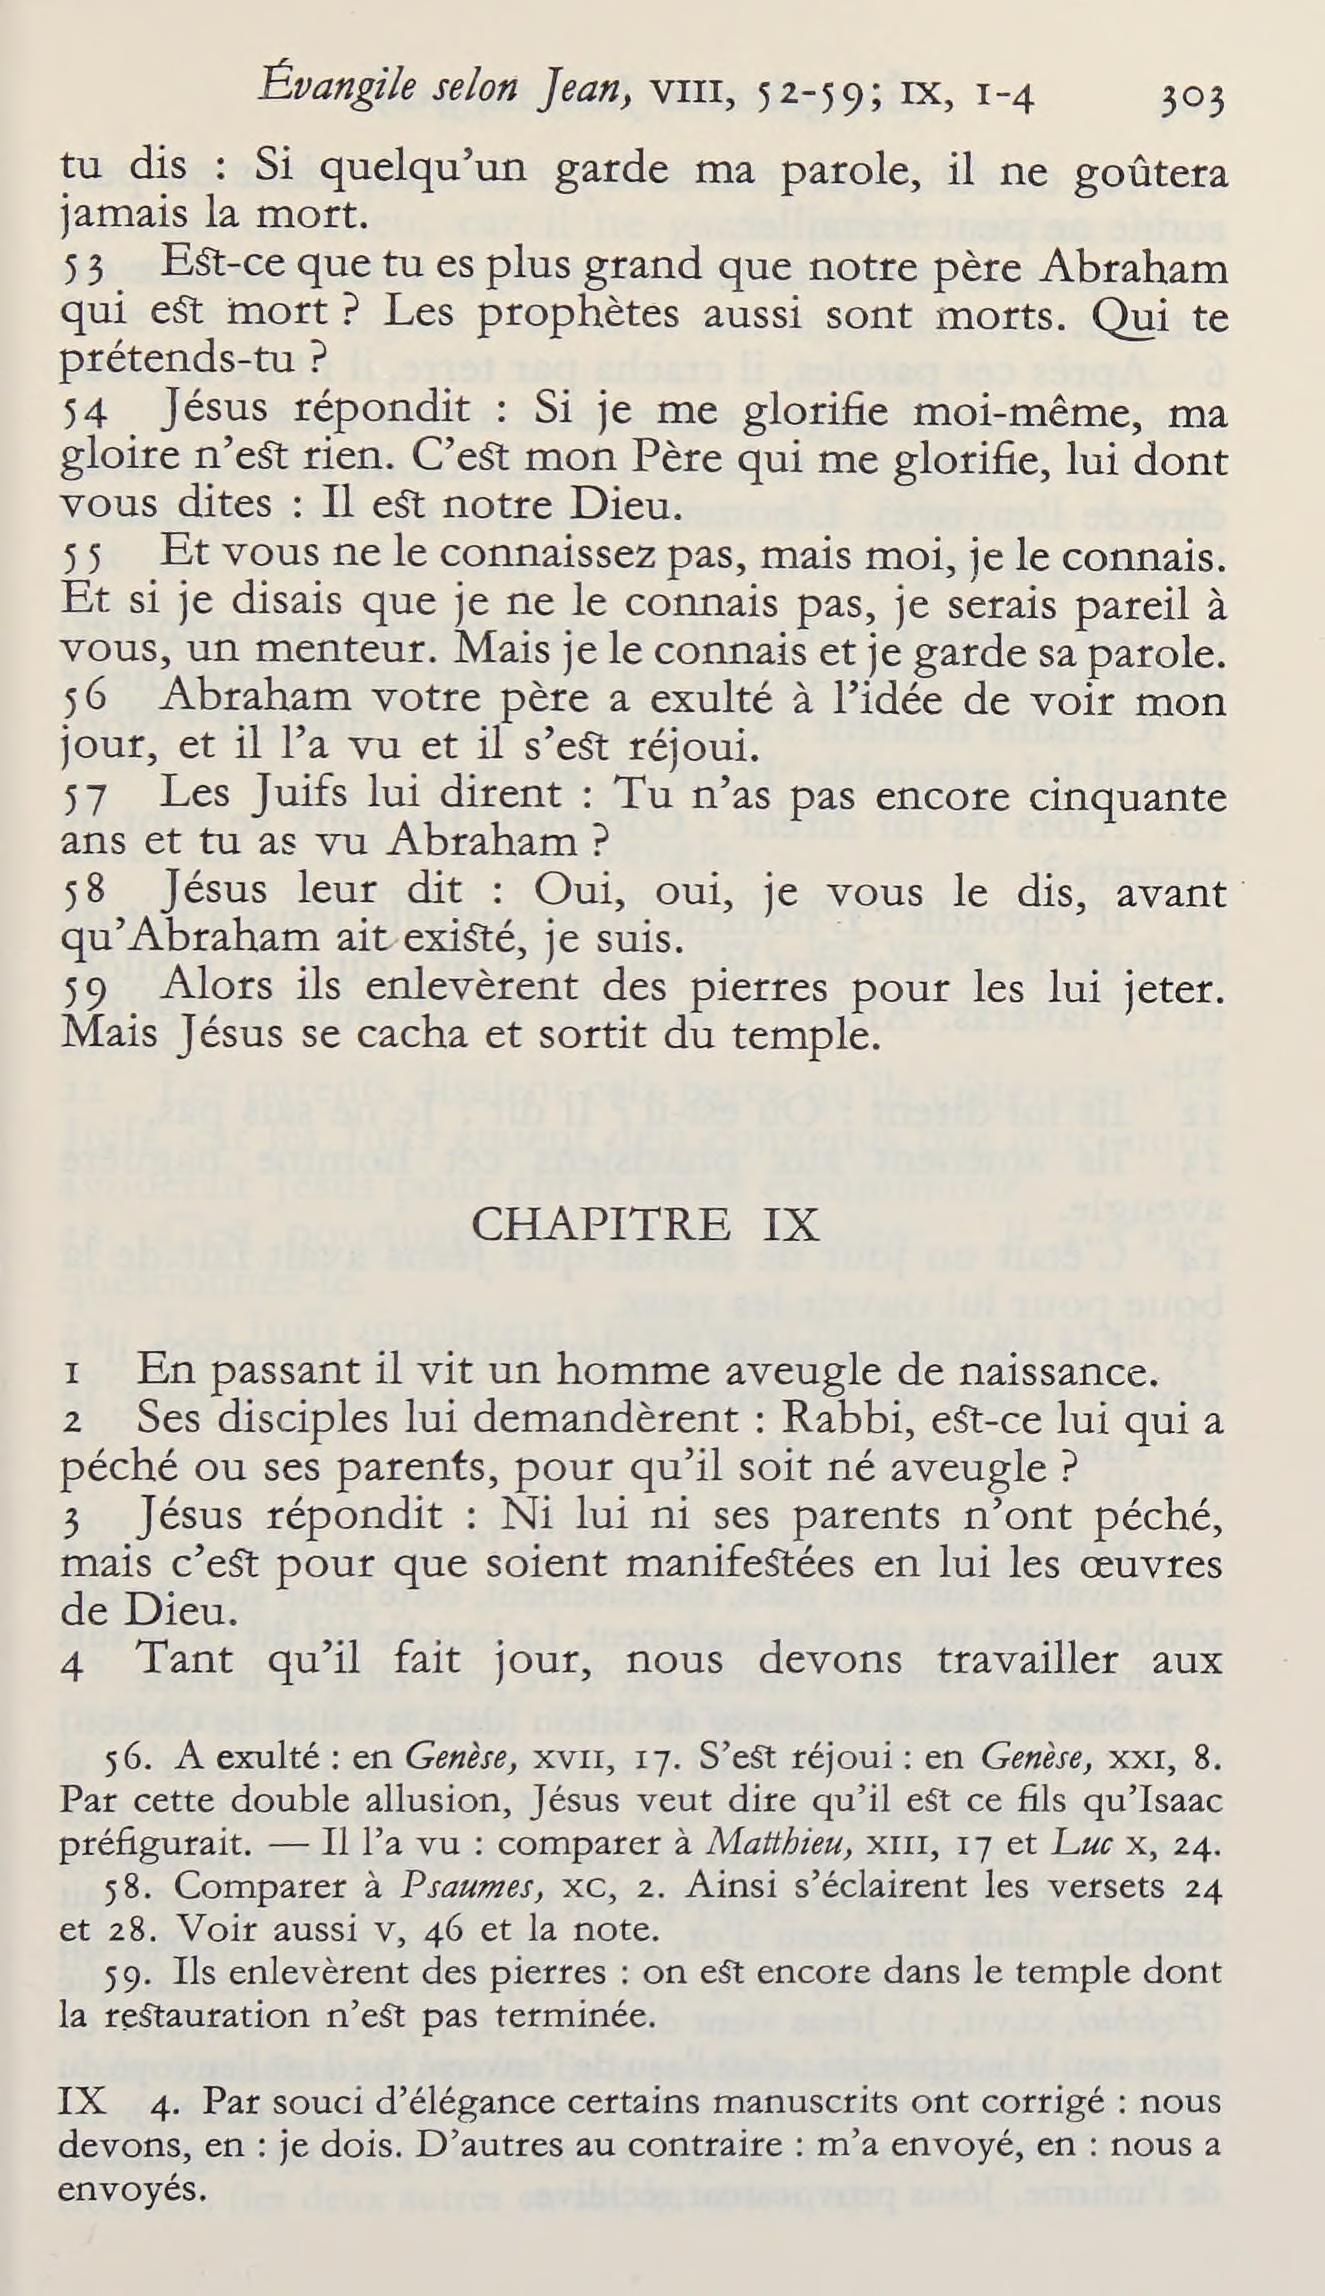 Évangile selon Jean, VIII, 52-59; IX, 1-4 303
tu dis : Si quelqu’un garde ma parole, il ne goûtera
jamais la mort.
53 Est-ce que tu es plus grand que notre père Abraham
qui est mort ? Les prophètes aussi sont morts. Qui te
prétends-tu ?
54 Jésus répondit : Si je me glorifie moi-même, ma
gloire n’est rien. C’est mon Père qui me glorifie, lui dont
vous dites : Il est notre Dieu.
55 Et vous ne le connaissez pas, mais moi, je le connais.
Et si je disais que je ne le connais pas, je serais pareil à
vous, un menteur. Mais je le connais et je garde sa parole.
56 Abraham votre père a exulté à l’idée de voir mon
jour, et il l’a vu et il s’est réjoui.
57 Les Juifs lui dirent : Tu n’as pas encore cinquante
ans et tu as vu Abraham ?
58 Jésus leur dit : Oui, oui, je vous le dis, avant
qu’Abraham ait existé, je suis.
59 Alors ils enlevèrent des pierres pour les lui jeter.
Mais Jésus se cacha et sortit du temple.
CHAPITRE IX
1 En passant il vit un homme aveugle de naissance.
2 Ses disciples lui demandèrent : Rabbi, est-ce lui qui a
péché ou ses parents, pour qu’il soit né aveugle ?
3 Jésus répondit : Ni lui ni ses parents n’ont péché,
mais c’est pour que soient manifestées en lui les œuvres
de Dieu.
4 Tant qu’il fait jour, nous devons travailler aux
56. A exulté : en Genèse, XVII, 17. S’est réjoui : en Genèse, XXI, 8.
Par cette double allusion, Jésus veut dire qu’il est ce fils qu’Isaac
préfigurait. — Il l’a vu : comparer à Matthieu, XIII, 17 et Luc X, 24.
58. Comparer à Psaumes, XC, 2. Ainsi s’éclairent les versets 24
et 28. Voir aussi V, 46 et la note.
59. Ils enlevèrent des pierres : on est encore dans le temple dont
la restauration n’est pas terminée.
IX 4. Par souci d’élégance certains manuscrits ont corrigé : nous
devons, en : je dois. D’autres au contraire : m’a envoyé, en : nous a
envoyés.